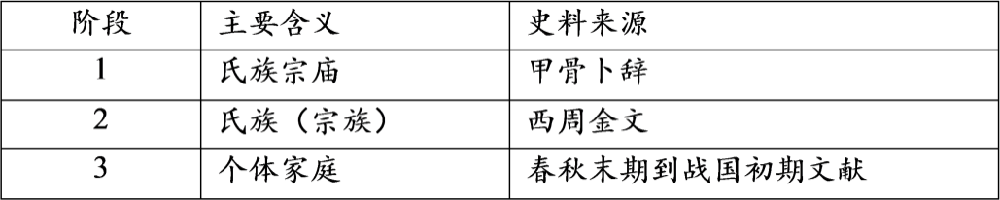 阶段 主要含义 史料来源
1 氏族宗庙 甲骨卜辞
2 氏族（宗族） 西周金文
3 个体家庭 春秋末期到战国初期文献